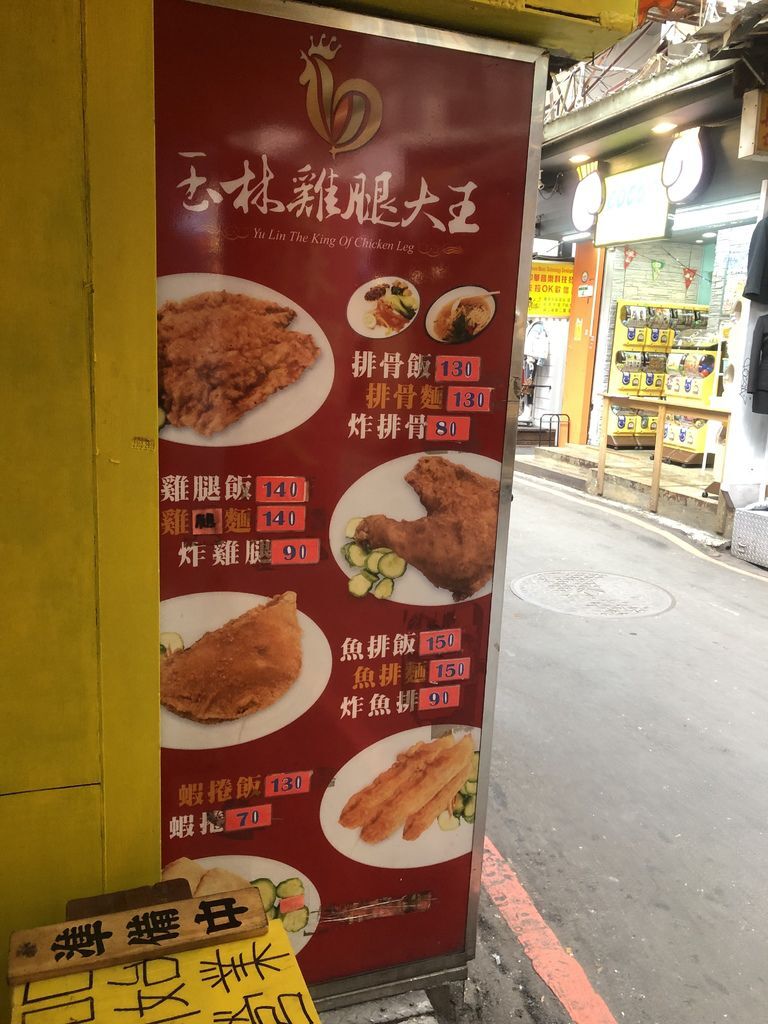 玉林雞腿大王
Yu Lin The King Of Chicken Leg
排骨飯 130
排骨麵 130
炸排骨 80
雞腿飯 140
雞腿麵 140
炸雞腿 90
魚排飯 150
魚排麵 150
炸魚排 90
蝦捲飯 130
蝦捲 70
準備中